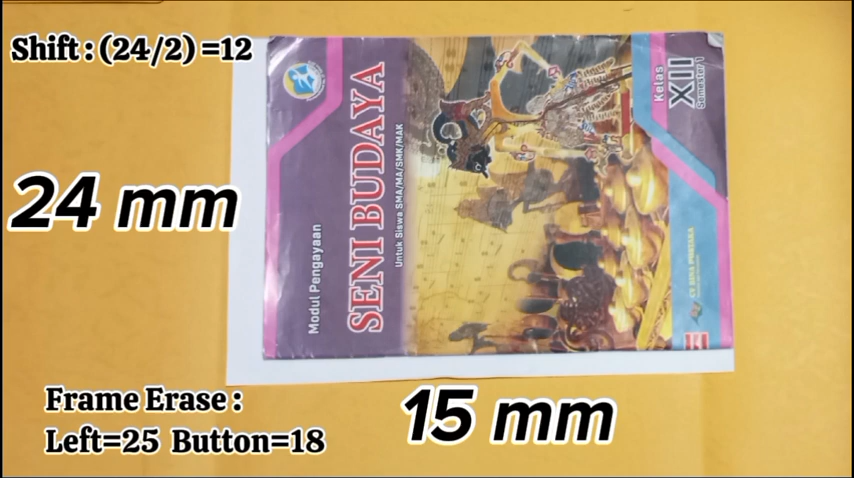 Shift : (24/2) =12
24 mm
15 mm
Frame Erase :
Left=25 Button=18
Modul Pengayaan
SENI BUDAYA
Untuk Siswa SMA/MA/SMK/MAK
Kelas
XII
Semester 1